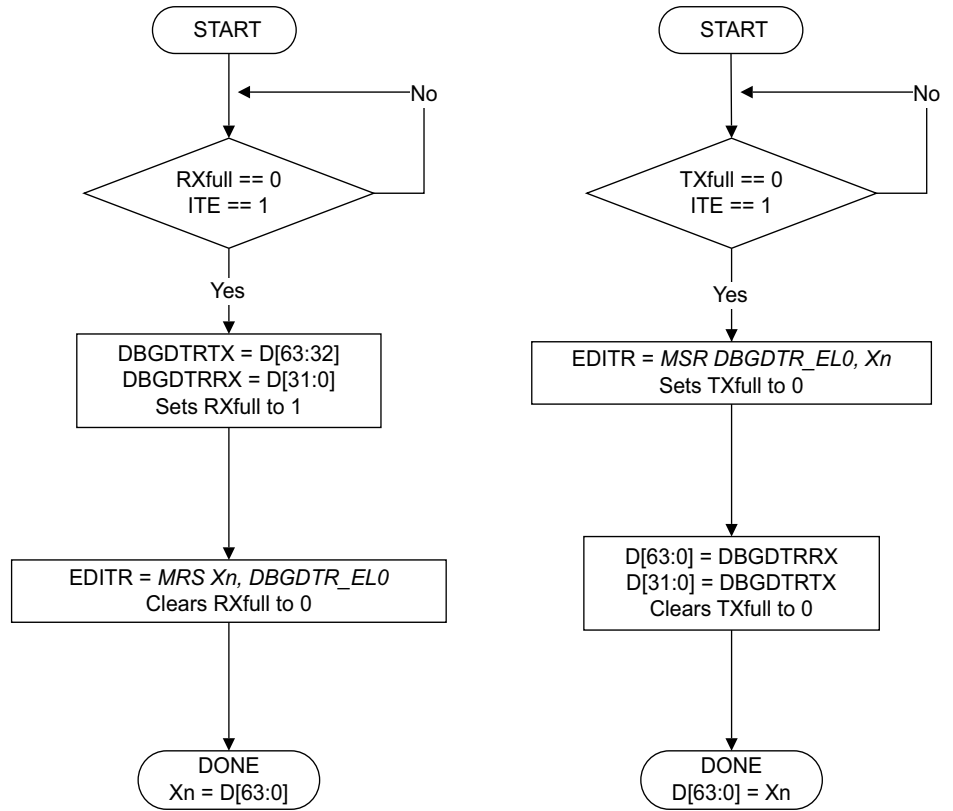 START
No
RXfull == 0
ITE == 1
Yes
DBGDTRTX = D[63:32]
DBGDTRRX = D[31:0]
Sets RXfull to 1
EDITR = MRS Xn, DBGDTR_EL0
Clears RXfull to 0
DONE
Xn = D[63:0]
START
No
TXfull == 0
ITE == 1
Yes
EDITR = MSR DBGDTR_EL0, Xn
Sets TXfull to 0
D[63:0] = DBGDTRRX
D[31:0] = DBGDTRTX
Clears TXfull to 0
DONE
D[63:0] = Xn